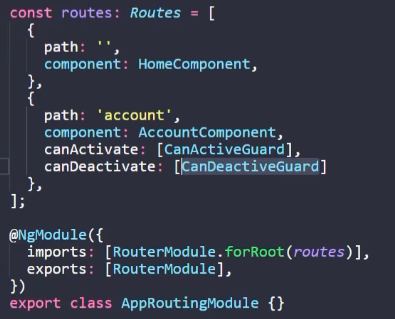 const routes: Routes = [
  {
    path: '',
    component: HomeComponent,
  },
  {
    path: 'account',
    component: AccountComponent,
    canActivate: [CanActiveGuard],
    canDeactivate: [CanDeactiveGuard]
  },
];
@NgModule({
  imports: [RouterModule.forRoot(routes)],
  exports: [RouterModule],
})
export class AppRoutingModule {}